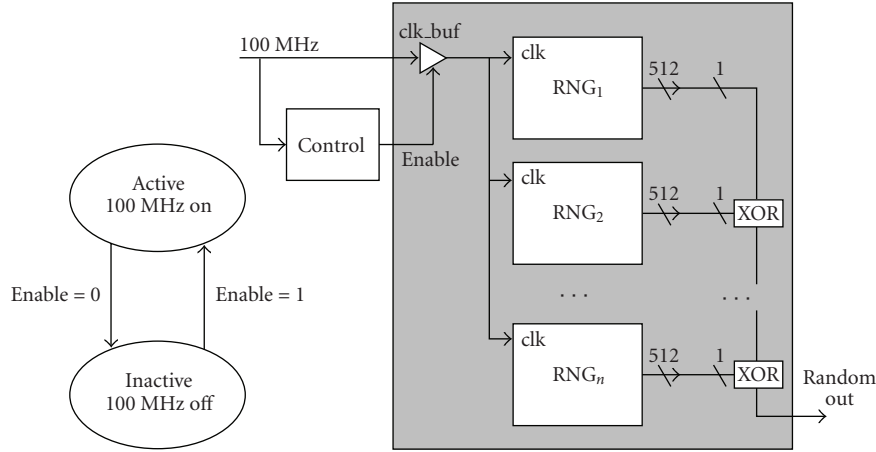 100 MHz
clk_buf
Control
Enable
Active
100 MHz on
Enable = 0
Enable = 1
Inactive
100 MHz off
clk
RNG1
512
1
clk
RNG2
512
1
XOR
. . .
. . .
clk
RNGn
512
1
XOR
Random
out